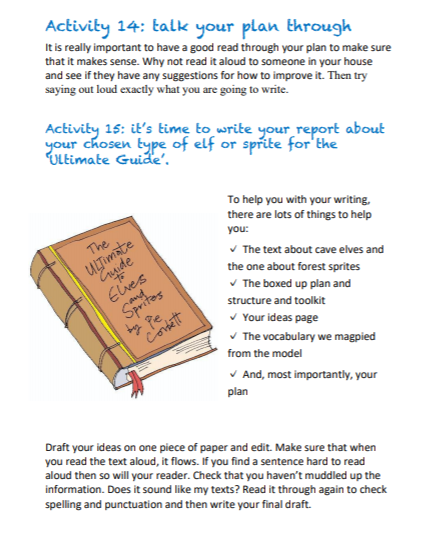 Activity 14: talk your plan through
It is really important to have a good read through your plan to make sure
that it makes sense. Why not read it aloud to someone in your house
and see if they have any suggestions for how to improve it. Then try
saying out loud exactly what you are going to write.
Activity 15: it's time to write your report about
your chosen type of elf or sprite for the
'Ultimate Guide'.
The
Ultimate
Guide
to
Elves
and
Sprites
by Pie
Corbett
To help you with your writing,
there are lots of things to help
you:
✓ The text about cave elves and
the one about forest sprites
✓ The boxed up plan and
structure and toolkit
✓ Your ideas page
✓ The vocabulary we magpied
from the model
✓ And, most importantly, your
plan
Draft your ideas on one piece of paper and edit. Make sure that when
you read the text aloud, it flows. If you find a sentence hard to read
aloud then so will your reader. Check that you haven't muddled up the
information. Does it sound like my texts? Read it through again to check
spelling and punctuation and then write your final draft.